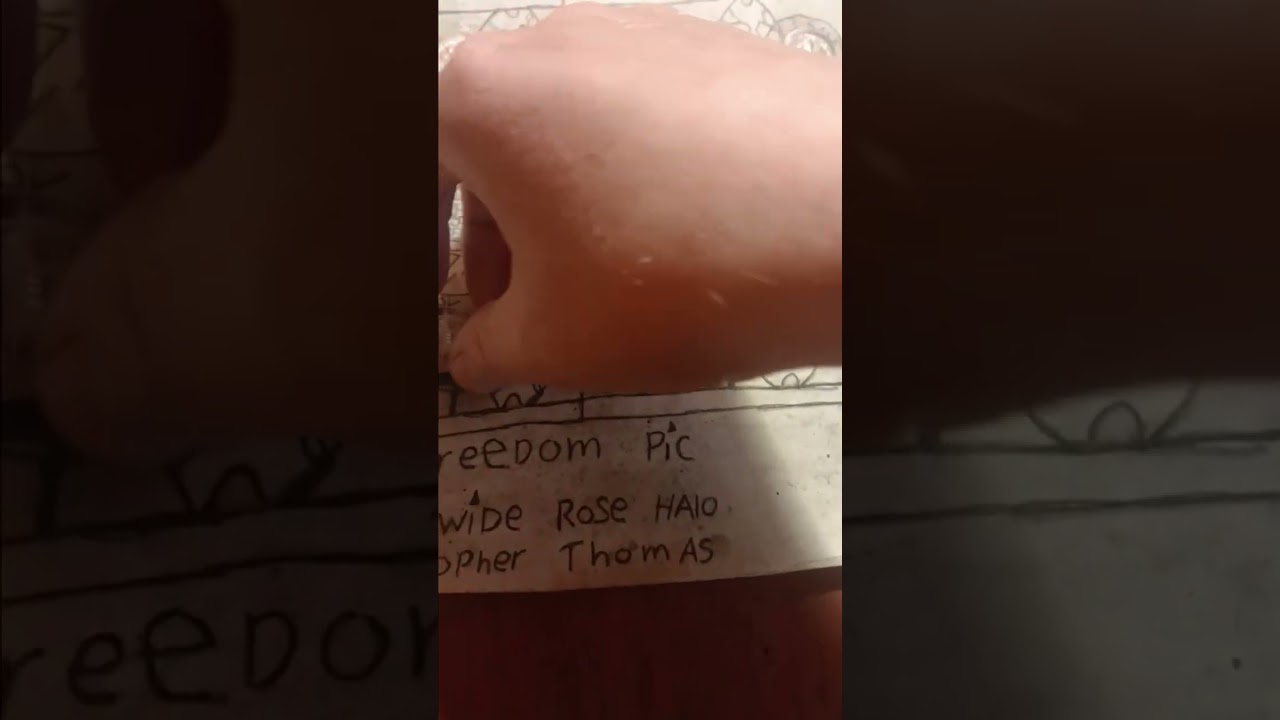 reeDom Pic
wiDe RoSe HAlo
opher ThomAS